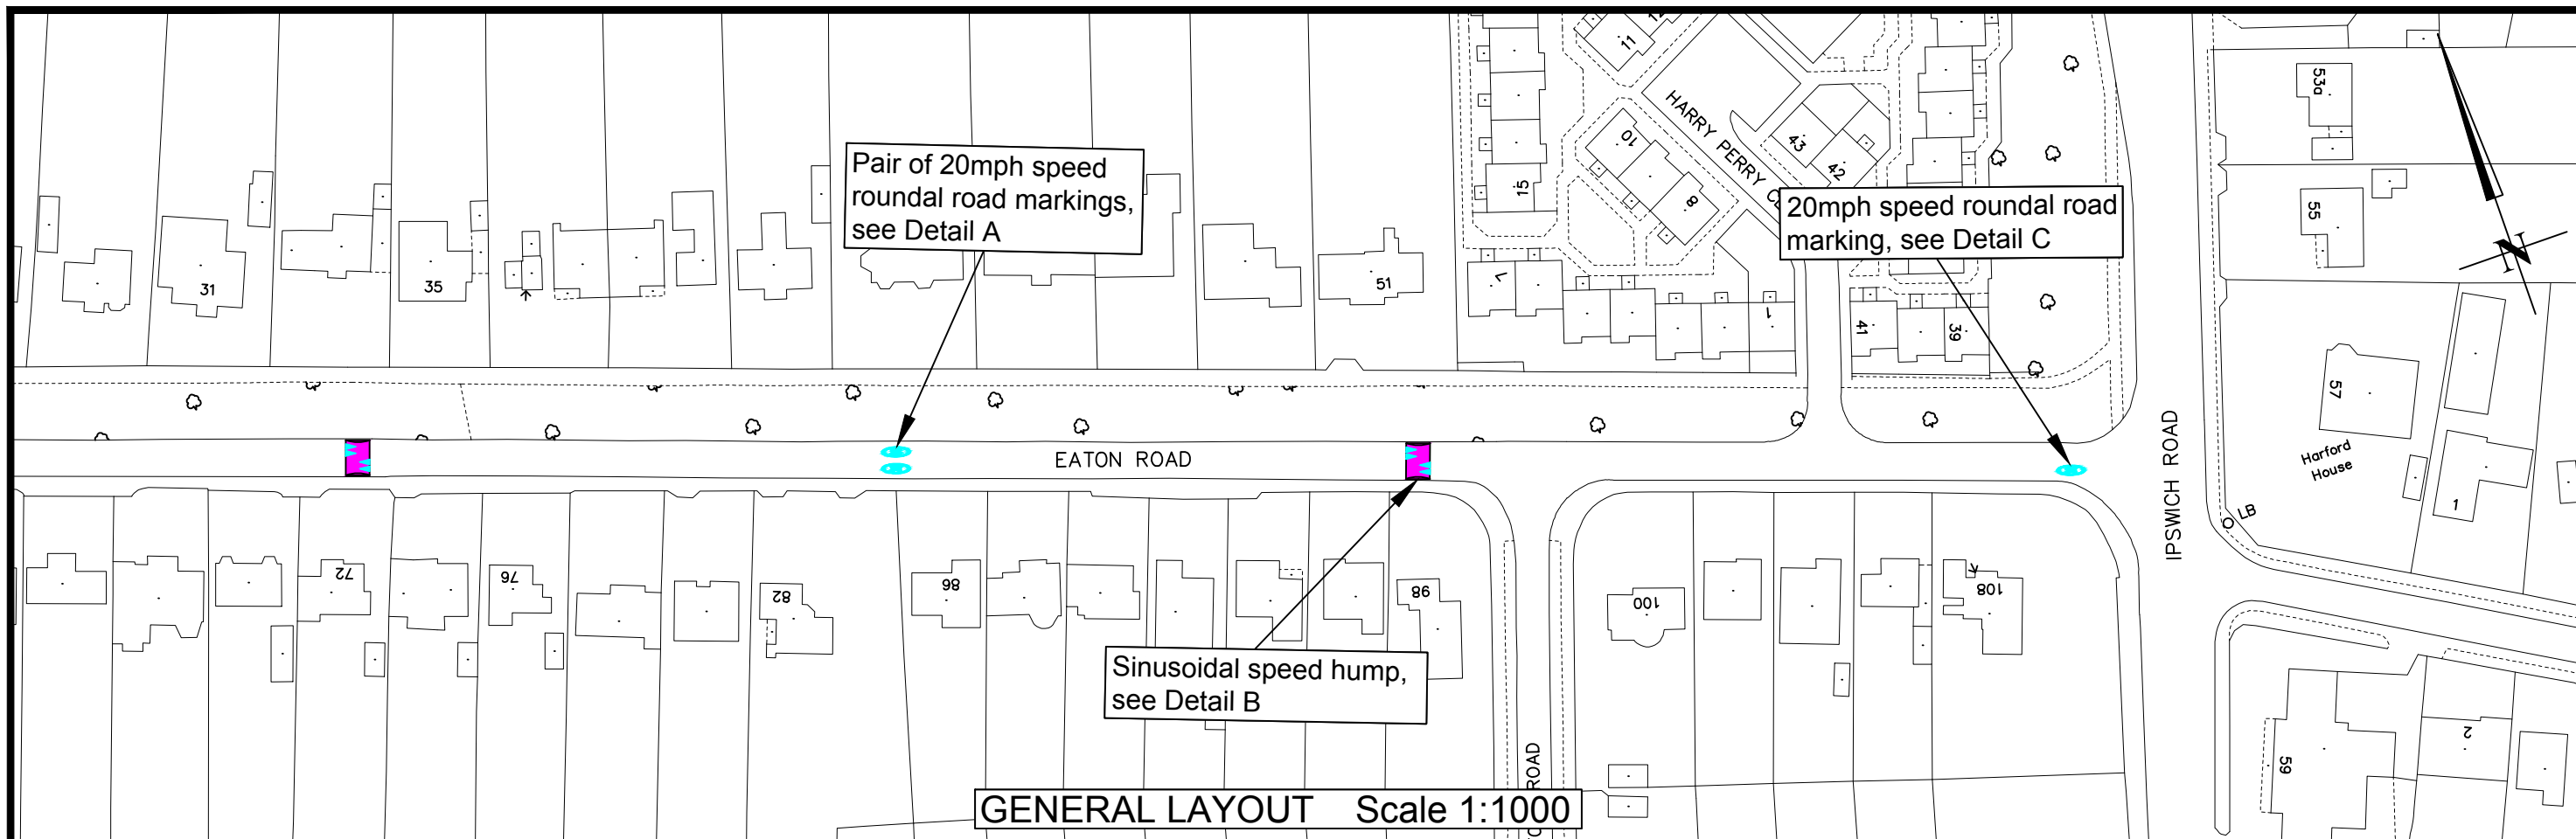 11
53a
HARRY PERRY CL
10
43
42
15
8
Pair of 20mph speed
roundal road markings,
see Detail A
20mph speed roundal road
marking, see Detail C
55
N
31
35
51
1
41
39
57
Harford
House
EATON ROAD
IPSWICH ROAD
LB
1
72
76
82
86
98
100
108
Sinusoidal speed hump,
see Detail B
ROAD
2
59
GENERAL LAYOUT Scale 1:1000